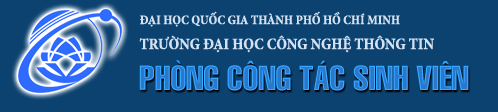 ĐẠI HỌC QUỐC GIA THÀNH PHỐ HỒ CHÍ MINH
TRƯỜNG ĐẠI HỌC CÔNG NGHỆ THÔNG TIN
PHÒNG CÔNG TÁC SINH VIÊN